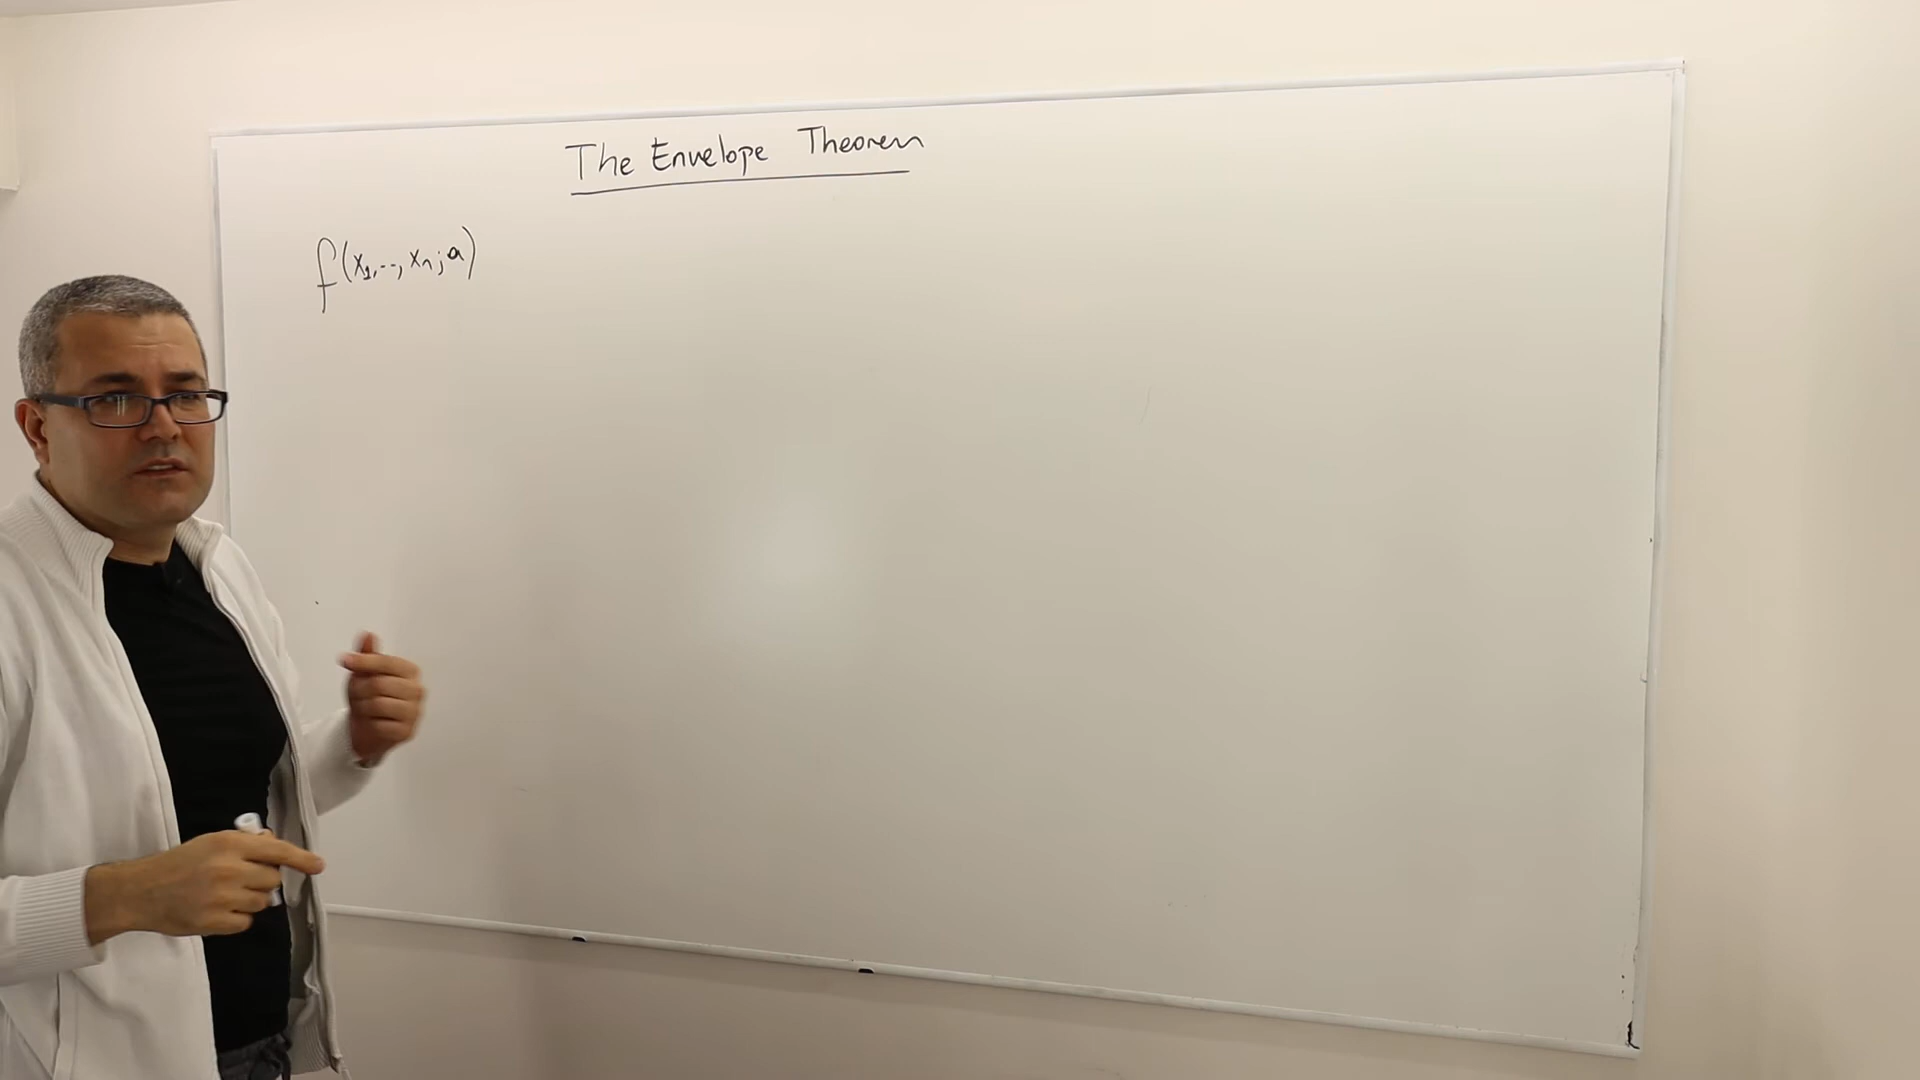 The Envelope Theorem
f(x₁,--,xₙ;a)